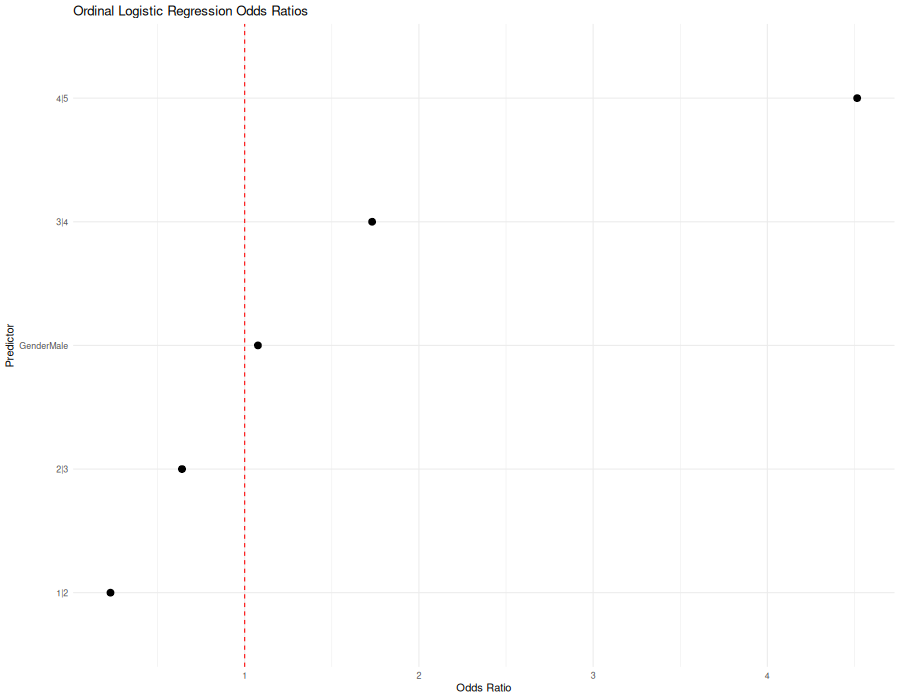 Ordinal Logistic Regression Odds Ratios
Predictor
4|5
3|4
GenderMale
2|3
1|2
1 2 3 4
Odds Ratio